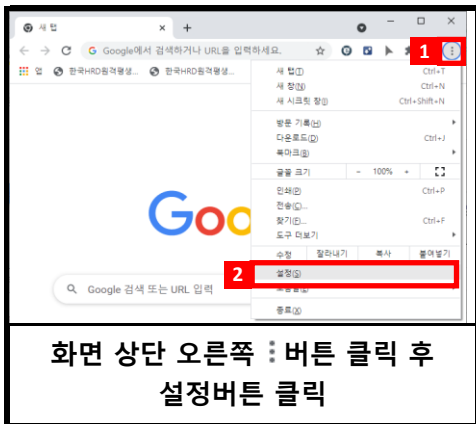 새 탭
Google에서 검색하거나 URL을 입력하세요.
1
앱 한국HRD원격평생... 한국HRD원격평생...
새 탭(T) Ctrl+T
새 창(N) Ctrl+N
새 시크릿 창(I) Ctrl+Shift+N
방문 기록(H)
다운로드(D) Ctrl+J
북마크(B)
글꼴 크기 - 100% +
인쇄(P) Ctrl+P
전송(C)...
찾기(F)... Ctrl+F
도구 더보기
수정 잘라내기 복사 붙여넣기
2 설정(S)
종료(X)
Goo
Google 검색 또는 URL 입력
화면 상단 오른쪽 ⋮ 버튼 클릭 후
설정버튼 클릭